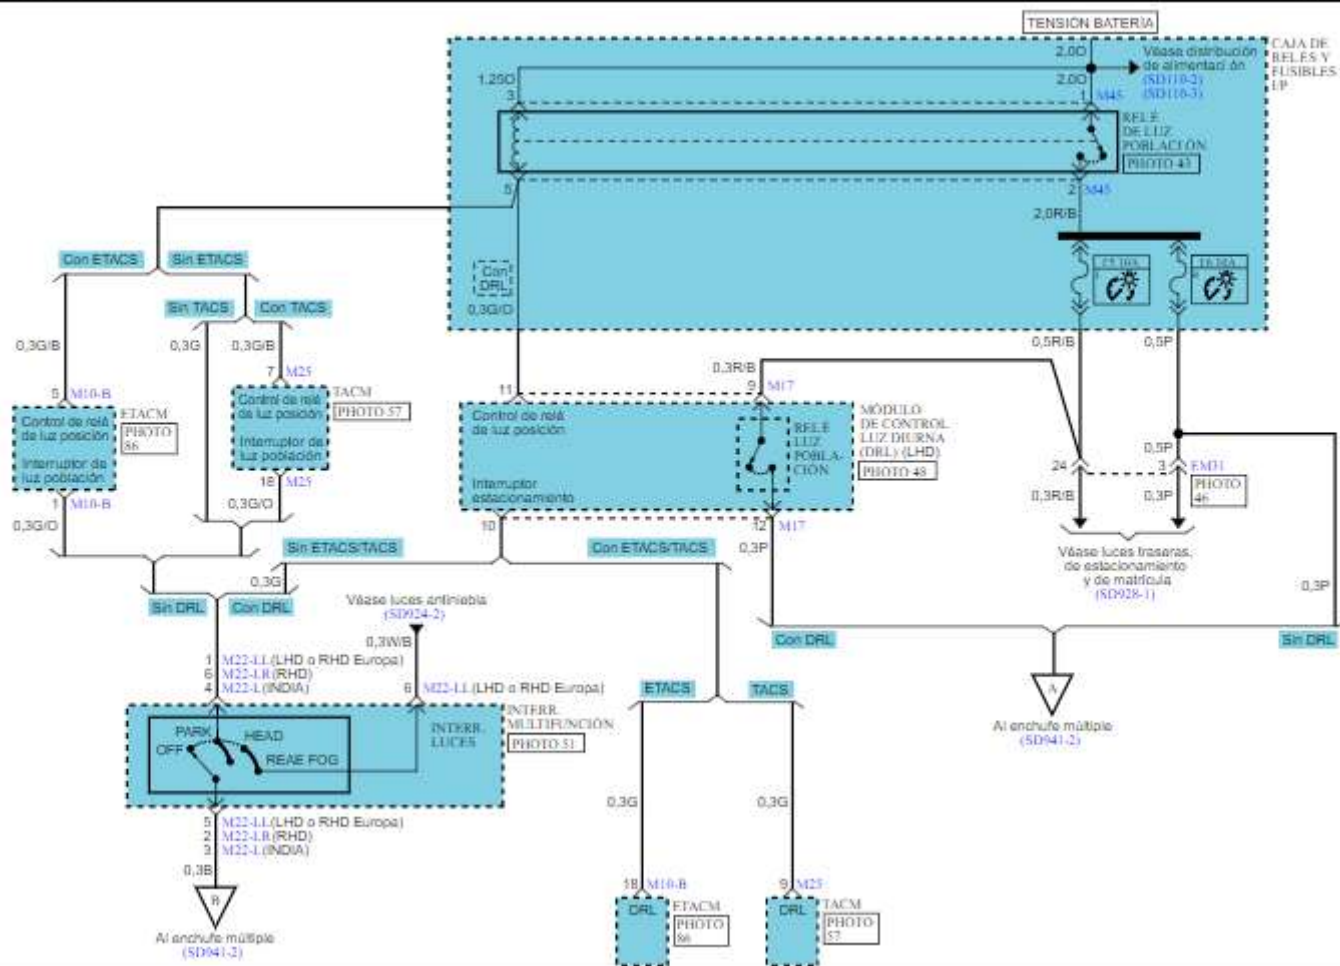 TENSION BATERÍA
CAJA DE
RELÉS Y
FUSIBLES
I/P
2,0O
Véase distribución
de alimentación
(SD110-2)
(SD110-3)
1,25O
2,0O
3
1
M45
RELÉ
DE LUZ
POBLACIÓN
PHOTO 43
5
2
M45
2,0R/B
Con ETACS
Sin ETACS
Con
DRL
Sin TACS
Con TACS
0,3G/O
0,3G/B
0,3G
0,3G/B
0,5R/B
0,5P
7
M25
0,3R/B
5
M10-B
11
9
M17
Control de relé
de luz posición
Interruptor de
luz población
ETACM
PHOTO
86
Control de relé
de luz posición
Interruptor de
luz población
TACM
PHOTO 57
Control de relé
de luz posición
Interruptor
estacionamiento
RELÉ
LUZ
POBLA-
CIÓN
MÓDULO
DE CONTROL
LUZ DIURNA
(DRL) (LHD)
PHOTO 48
0,5P
24
3
EM31
PHOTO
46
18
M25
1
M10-B
0,3G/O
0,3G/O
10
12
M17
0,3R/B
0,3P
Sin ETACS/TACS
Con ETACS/TACS
0,3P
Véase luces traseras,
de estacionamiento
y de matrícula
(SD928-1)
0,3G
0,3P
Sin DRL
Con DRL
Véase luces antiniebla
(SD924-2)
0,3W/B
Con DRL
Sin DRL
1 M22-LL(LHD o RHD Europa)
6 M22-LR(RHD)
4 M22-L(INDIA)
6 M22-LL(LHD o RHD Europa)
ETACS
TACS
A
Al enchufe múltiple
(SD941-2)
PARK
HEAD
OFF
REAE FOG
INTERR.
LUCES
INTERR.
MULTIFUNCIÓN
PHOTO 51
0,3G
0,3G
5 M22-LL(LHD o RHD Europa)
2 M22-LR(RHD)
3 M22-L(INDIA)
0,3B
B
Al enchufe múltiple
(SD941-2)
18
M10-B
9
M25
DRL
ETACM
PHOTO
86
DRL
TACM
PHOTO
57